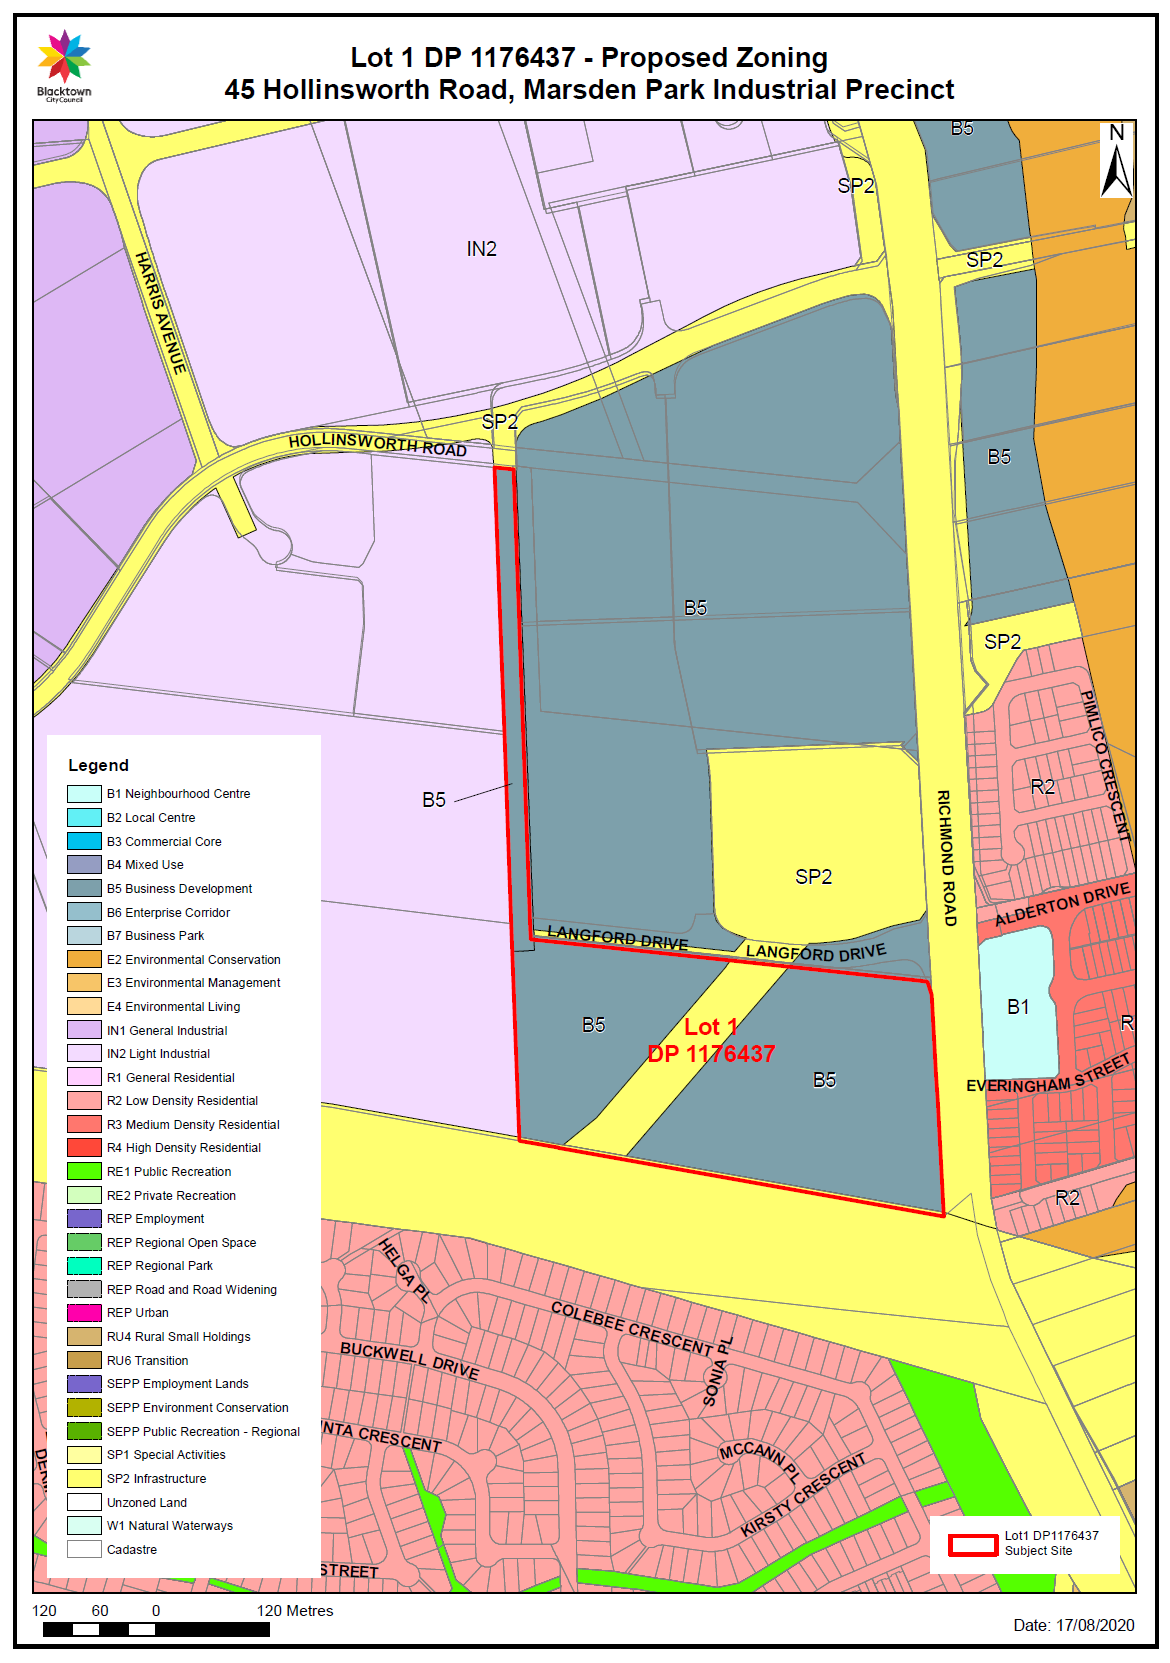 Blacktown
City Council
Lot 1 DP 1176437 - Proposed Zoning
45 Hollinsworth Road, Marsden Park Industrial Precinct
N
B5
SP2
IN2
SP2
HARRIS AVENUE
SP2
HOLLINSWORTH ROAD
B5
B5
SP2
PIMLICO CRESCENT
R2
B5
RICHMOND ROAD
SP2
ALDERTON DRIVE
LANGFORD DRIVE
LANGFORD DRIVE
B1
B5
Lot 1
DP 1176437
R
B5
EVERINGHAM STREET
R2
HELGA PL
COLEBEE CRESCENT
SONIA PL
BUCKWELL DRIVE
NTA CRESCENT
MCCANN PL
KIRSTY CRESCENT
DERW
STREET
Legend
B1 Neighbourhood Centre
B2 Local Centre
B3 Commercial Core
B4 Mixed Use
B5 Business Development
B6 Enterprise Corridor
B7 Business Park
E2 Environmental Conservation
E3 Environmental Management
E4 Environmental Living
IN1 General Industrial
IN2 Light Industrial
R1 General Residential
R2 Low Density Residential
R3 Medium Density Residential
R4 High Density Residential
RE1 Public Recreation
RE2 Private Recreation
REP Employment
REP Regional Open Space
REP Regional Park
REP Road and Road Widening
REP Urban
RU4 Rural Small Holdings
RU6 Transition
SEPP Employment Lands
SEPP Environment Conservation
SEPP Public Recreation - Regional
SP1 Special Activities
SP2 Infrastructure
Unzoned Land
W1 Natural Waterways
Cadastre
Lot1 DP1176437
Subject Site
120 60 0 120 Metres
Date: 17/08/2020